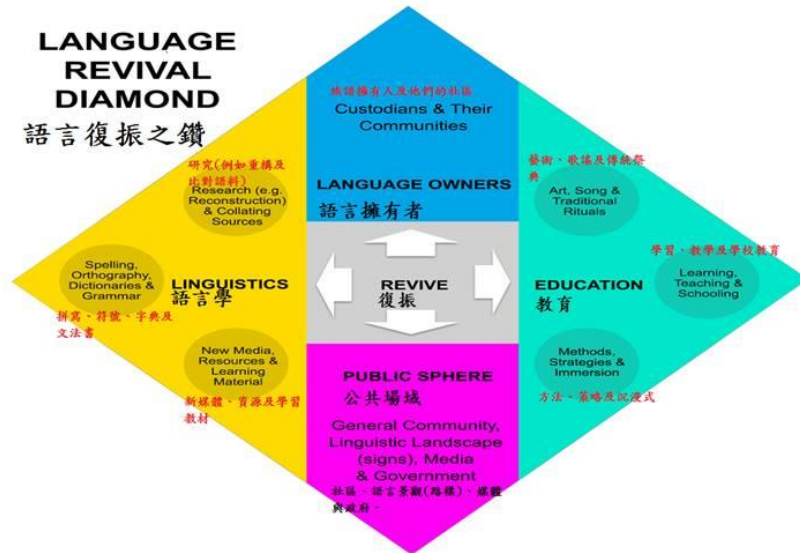 LANGUAGE
REVIVAL
DIAMOND
語言復振之鑽
族語擁有人及他們的社區
Custodians & Their
Communities
LANGUAGE OWNERS
語言擁有者
研究(例如重構及
比對語料)
Research (e.g.
Reconstruction)
& Collating
Sources
Spelling,
Orthography,
Dictionaries &
Grammar
拼寫、符號、字典及
文法書
LINGUISTICS
語言學
New Media,
Resources &
Learning
Material
新媒體、資源及學習
教材
REVIVE
復振
藝術、歌謠及傳統祭
典
Art, Song &
Traditional
Rituals
EDUCATION
教育
學習、教學及學校教育
Learning,
Teaching &
Schooling
Methods,
Strategies &
Immersion
方法、策略及沉浸式
PUBLIC SPHERE
公共場域
General Community,
Linguistic Landscape
(signs), Media
& Government
社區、語言景觀(路標)、媒體
與政府。